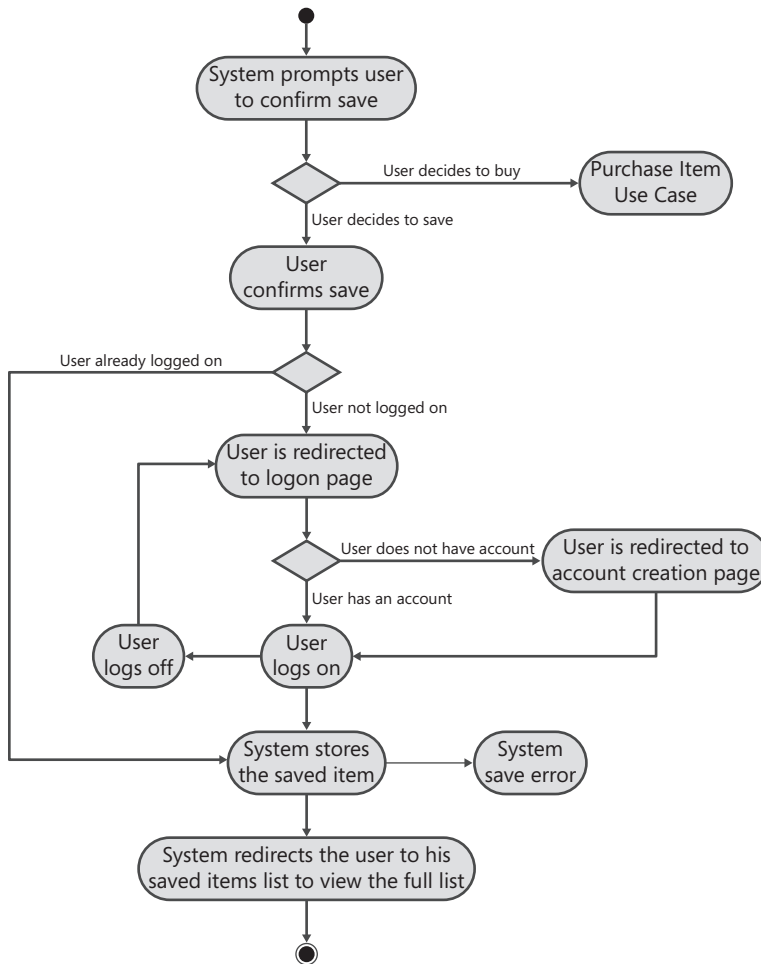 System prompts user
to confirm save
User decides to buy
Purchase Item
Use Case
User decides to save
User
confirms save
User already logged on
User not logged on
User is redirected
to logon page
User does not have account
User is redirected to
account creation page
User has an account
User
logs off
User
logs on
System stores
the saved item
System
save error
System redirects the user to his
saved items list to view the full list